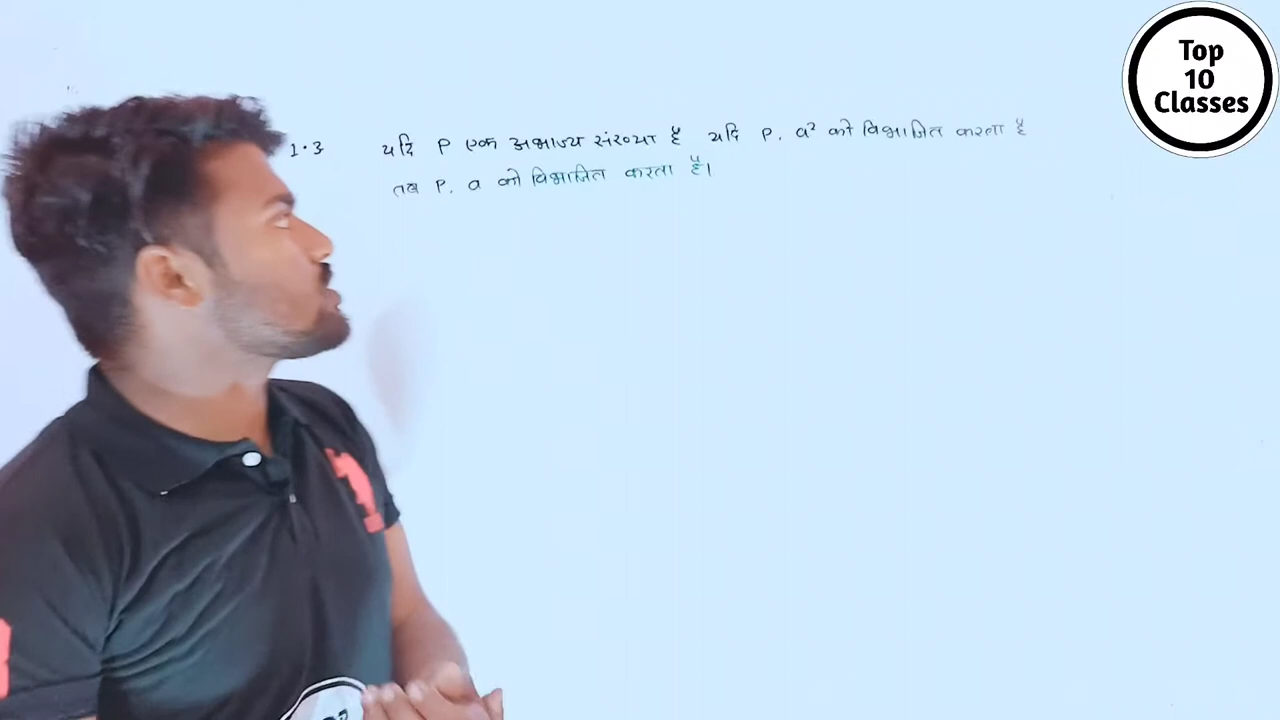 1.3 यदि P एक अभाज्य संख्या है यदि P, a² को विभाजित करता है
तब P, a को विभाजित करता है।
Top
10
Classes